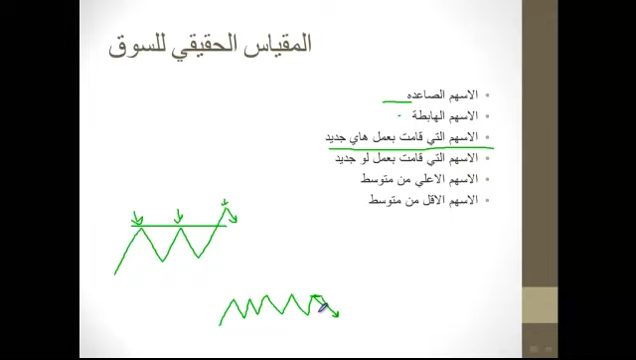 المقياس الحقيقي للسوق
الاسهم الصاعده
الاسهم الهابطة
الاسهم التي قامت بعمل هاي جديد
الاسهم التي قامت بعمل لو جديد
الاسهم الاعلي من متوسط
الاسهم الاقل من متوسط